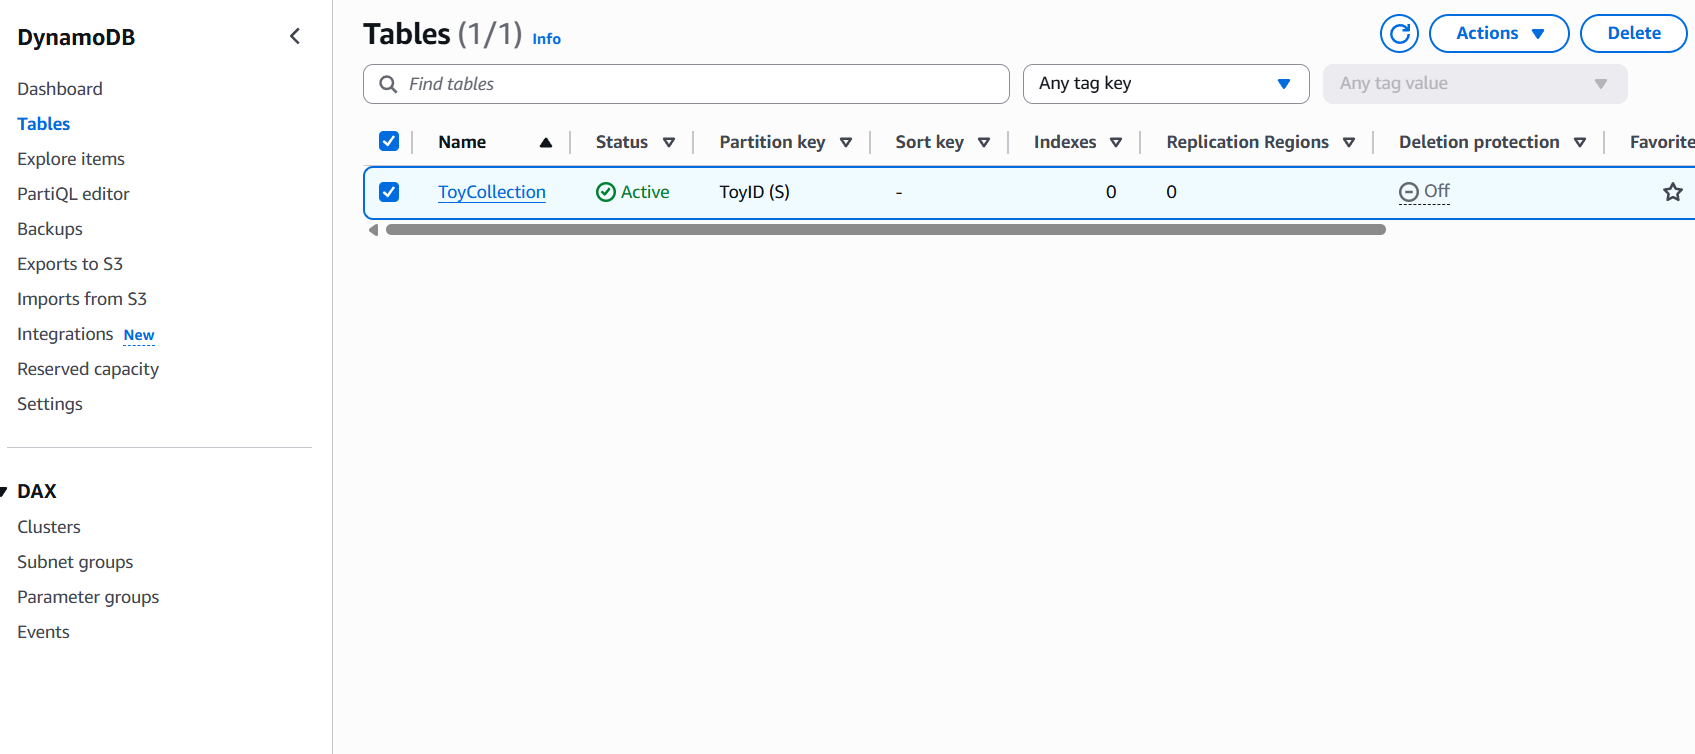 DynamoDB
Dashboard
Tables
Explore items
PartiQL editor
Backups
Exports to S3
Imports from S3
Integrations New
Reserved capacity
Settings
DAX
Clusters
Subnet groups
Parameter groups
Events
Tables (1/1) Info
Actions
Delete
Find tables
Any tag key
Any tag value
Name Status Partition key Sort key Indexes Replication Regions Deletion protection Favorite
ToyCollection Active ToyID (S) - 0 0 Off